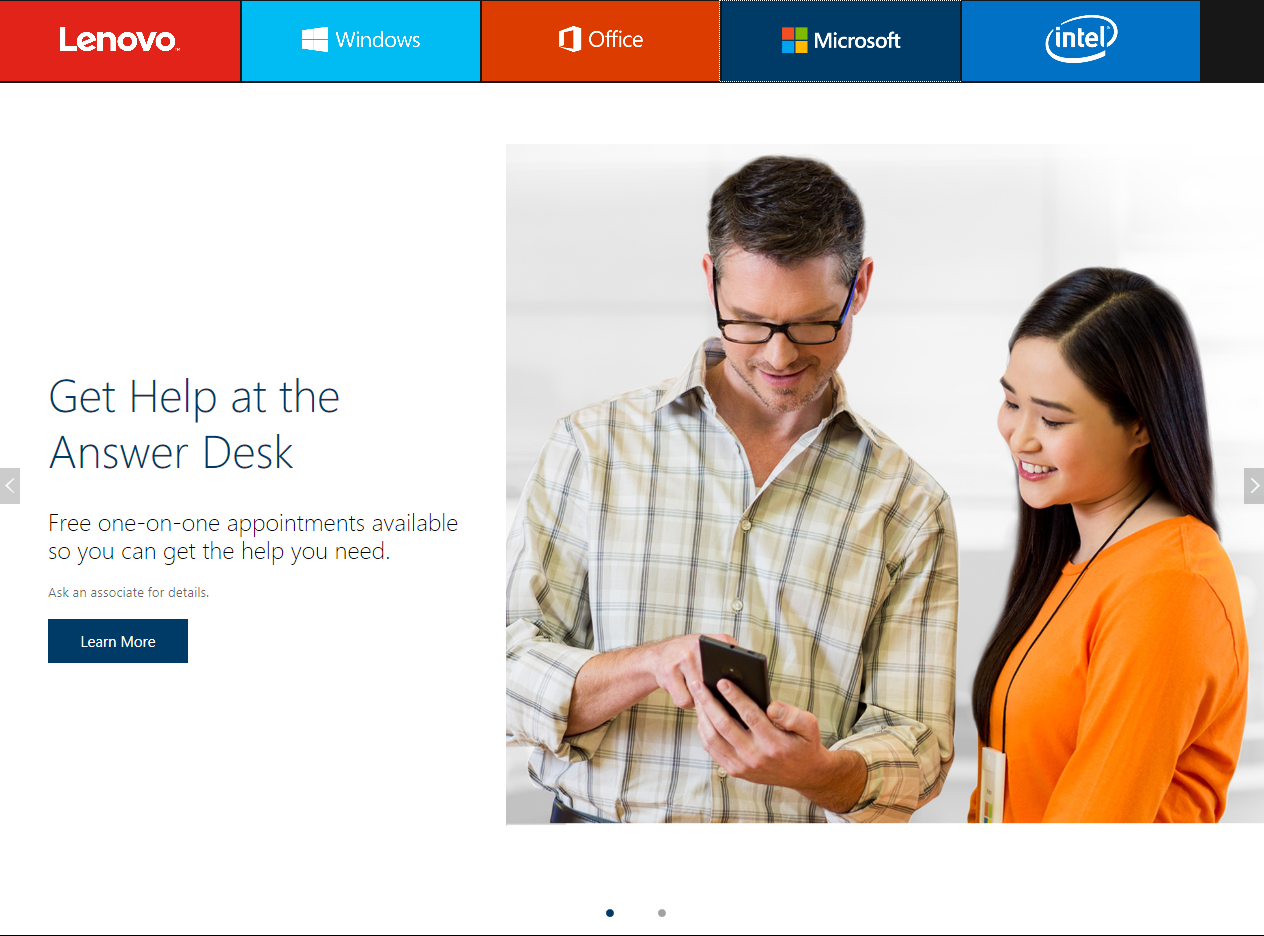 Lenovo
Windows
Office
Microsoft
intel
Get Help at the
Answer Desk
Free one-on-one appointments available
so you can get the help you need.
Ask an associate for details.
Learn More